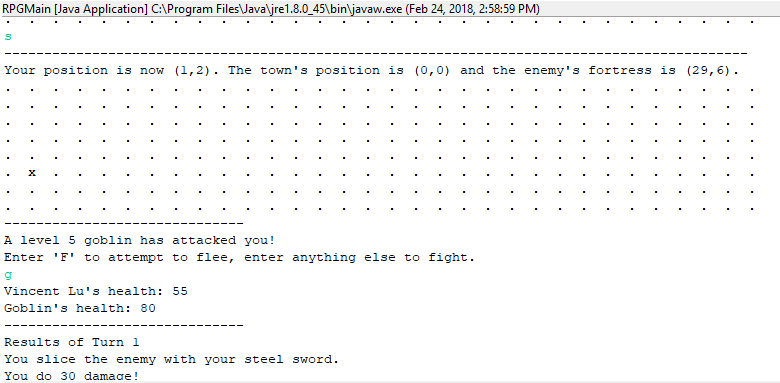 RPGMain [Java Application] C:\Program Files\Java\jre1.8.0_45\bin\javaw.exe (Feb 24, 2018, 2:58:59 PM)
. . . . . . . . . . . . . . . . . . . . . . . . . . . . . . . .
s
---------------------------------------------------------------------------------------------
Your position is now (1,2). The town's position is (0,0) and the enemy's fortress is (29,6).
. . . . . . . . . . . . . . . . . . . . . . . . . . . . . . . .
. . . . . . . . . . . . . . . . . . . . . . . . . . . . . . . .
. . . . . . . . . . . . . . . . . . . . . . . . . . . . . . . .
. . . . . . . . . . . . . . . . . . . . . . . . . . . . . . . .
. . . . . . . . . . . . . . . . . . . . . . . . . . . . . . . .
. x . . . . . . . . . . . . . . . . . . . . . . . . . . . . . .
. . . . . . . . . . . . . . . . . . . . . . . . . . . . . . . .
. . . . . . . . . . . . . . . . . . . . . . . . . . . . . . . .
------------------------------
A level 5 goblin has attacked you!
Enter 'F' to attempt to flee, enter anything else to fight.
g
Vincent Lu's health: 55
Goblin's health: 80
------------------------------
Results of Turn 1
You slice the enemy with your steel sword.
You do 30 damage!